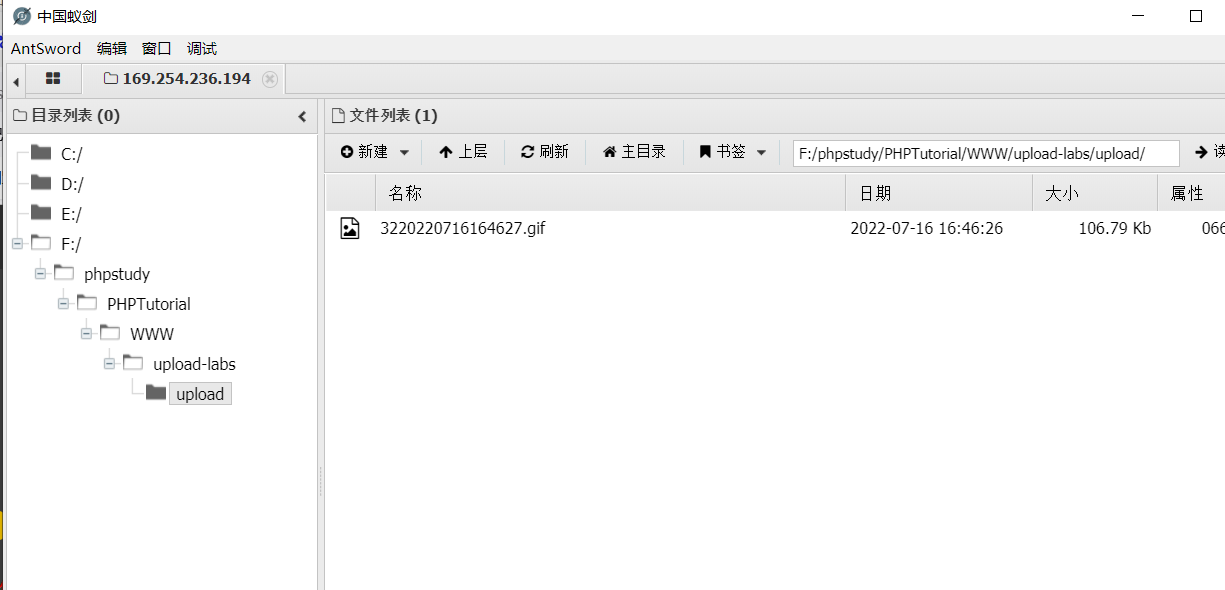 中国蚁剑
AntSword 编辑 窗口 调试
169.254.236.194
目录列表 (0)
文件列表 (1)
新建 上层 刷新 主目录 书签 F:/phpstudy/PHPTutorial/WWW/upload-labs/upload/
名称 日期 大小 属性
3220220716164627.gif 2022-07-16 16:46:26 106.79 Kb 066
C:/
D:/
E:/
F:/
phpstudy
PHPTutorial
WWW
upload-labs
upload